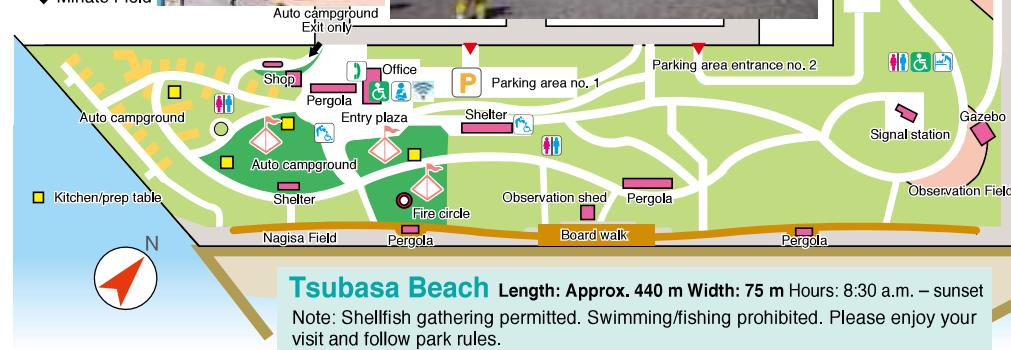 Minato Field
Auto campground
Exit only
Office
Parking area entrance no. 2
Shop
P
Parking area no. 1
Pergola
Auto campground
Entry plaza
Shelter
Gazebo
Signal station
Auto campground
Kitchen/prep table
Shelter
Observation shed
Pergola
Observation Field
Fire circle
Nagisa Field
Pergola
Board walk
Pergola
N
Tsubasa Beach Length: Approx. 440 m Width: 75 m Hours: 8:30 a.m. – sunset
Note: Shellfish gathering permitted. Swimming/fishing prohibited. Please enjoy your
visit and follow park rules.